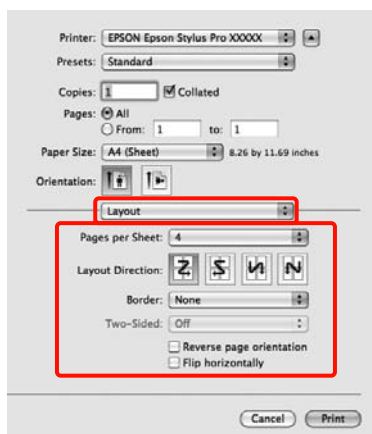 Printer: EPSON Epson Stylus Pro XXXXX
Presets: Standard
Copies: 1 Collated
Pages: All
From: 1 to: 1
Paper Size: A4 (Sheet) 8.26 by 11.69 inches
Orientation:
Layout
Pages per Sheet: 4
Layout Direction:
Border: None
Two-Sided: Off
Reverse page orientation
Flip horizontally
Cancel Print